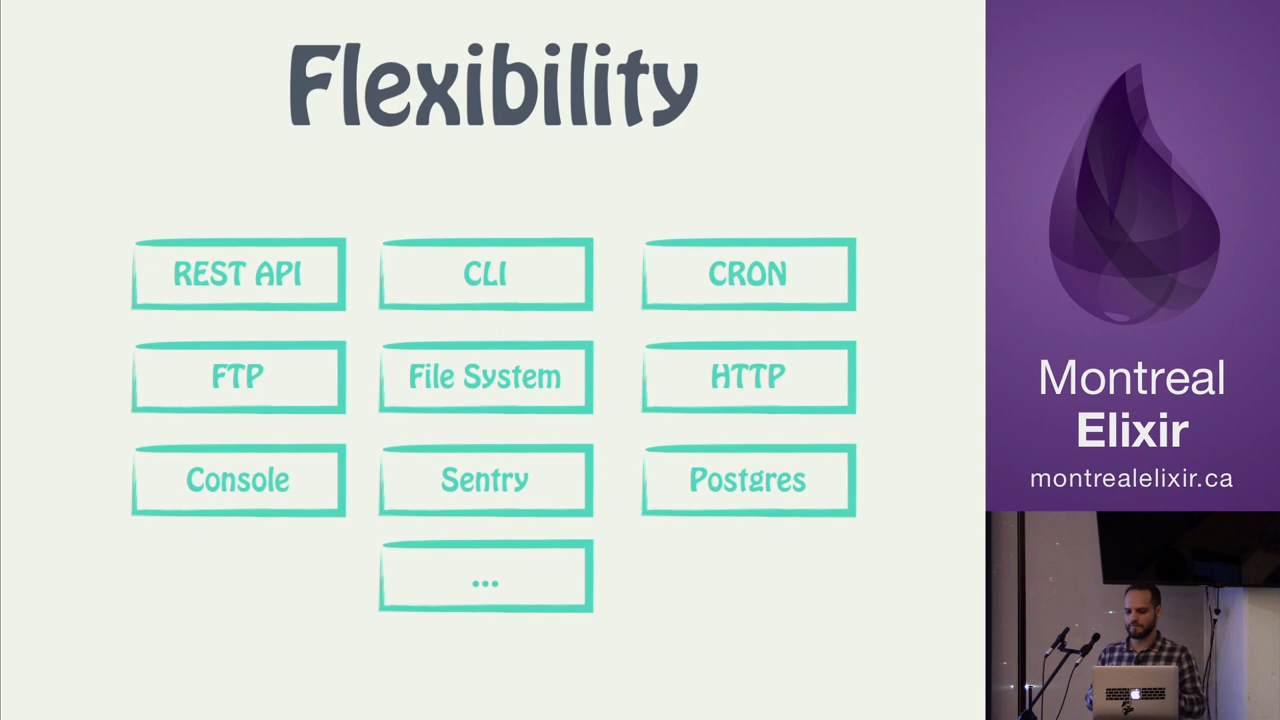 Flexibility
REST API
CLI
CRON
FTP
File System
HTTP
Console
Sentry
Postgres
...
Montreal
Elixir
montrealelixir.ca